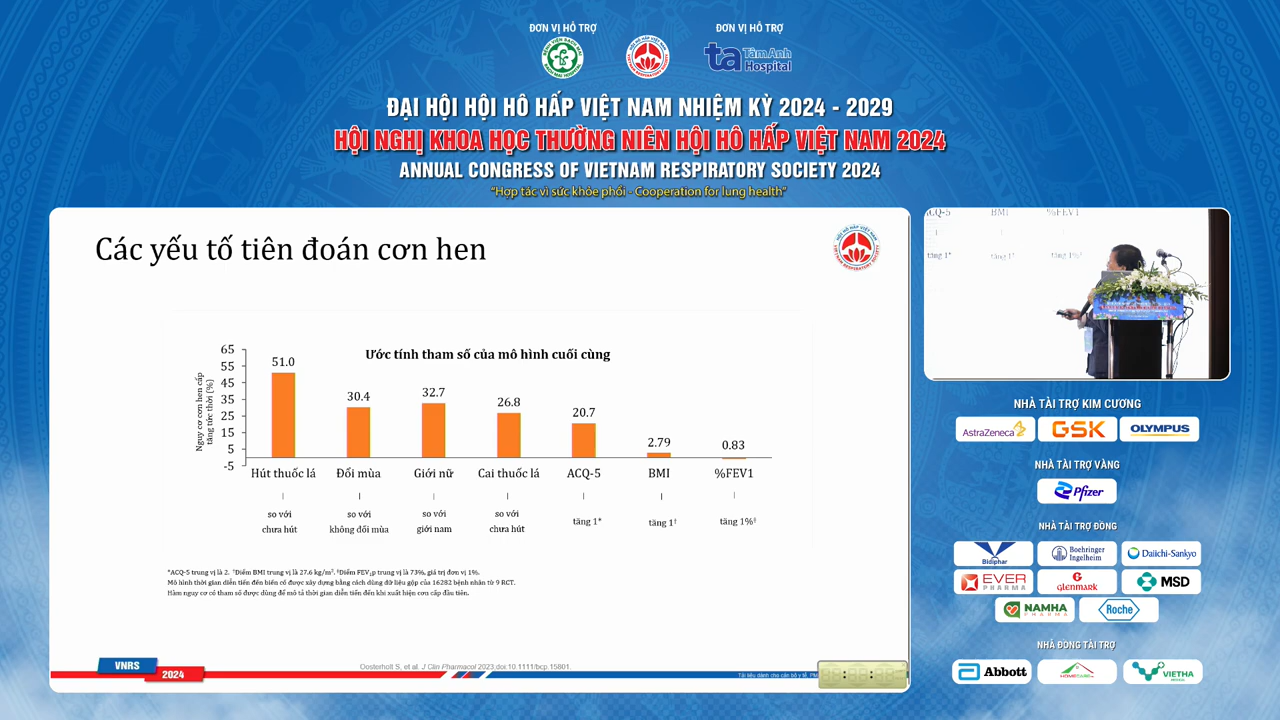 ĐƠN VỊ HỖ TRỢ
ĐƠN VỊ HỖ TRỢ
ta TâmAnh Hospital
ĐẠI HỘI HỘI HÔ HẤP VIỆT NAM NHIỆM KỲ 2024 - 2029
HỘI NGHỊ KHOA HỌC THƯỜNG NIÊN HỘI HÔ HẤP VIỆT NAM 2024
ANNUAL CONGRESS OF VIETNAM RESPIRATORY SOCIETY 2024
"Hợp tác vì sức khỏe phổi - Cooperation for lung health"
Các yếu tố tiên đoán cơn hen
Ước tính tham số của mô hình cuối cùng
Nguy cơ cơn hen cấp
tăng tức thời (%)
65
55
45
35
25
15
5
-5
51.0
30.4
32.7
26.8
20.7
2.79
0.83
Hút thuốc lá
Đổi mùa
Giới nữ
Cai thuốc lá
ACQ-5
BMI
%FEV1
so với
chưa hút
so với
không đổi mùa
so với
giới nam
so với
chưa hút
tăng 1*
tăng 1†
tăng 1%‡
*ACQ-5 trung vị là 2. †Điểm BMI trung vị là 27.6 kg/m². ‡Điểm FEV₁p trung vị là 73%, giá trị đơn vị 1%.
Mô hình thời gian diễn tiến đến biến cố được xây dựng bằng cách dùng dữ liệu gộp của 16282 bệnh nhân từ 9 RCT.
Hàm nguy cơ có tham số được dùng để mô tả thời gian diễn tiến đến khi xuất hiện cơn cấp đầu tiên.
Oosterholt S, et al. J Clin Pharmacol 2023;doi:10.1111/bcp.15801.
VNRS
2024
Tài liệu dành cho cán bộ y tế,
ACQ-5
BMI
%FEV1
tăng 1*
tăng 1†
tăng 1%‡
NHÀ TÀI TRỢ KIM CƯƠNG
AstraZeneca
GSK
OLYMPUS
NHÀ TÀI TRỢ VÀNG
Pfizer
NHÀ TÀI TRỢ ĐỒNG
Bidiphar
Boehringer
Ingelheim
Daiichi-Sankyo
EVER
PHARMA
glenmark
MSD
NAMHA
PHARMA
Roche
NHÀ ĐỒNG TÀI TRỢ
Abbott
HOMECARE
VIETHA
MEDICAL